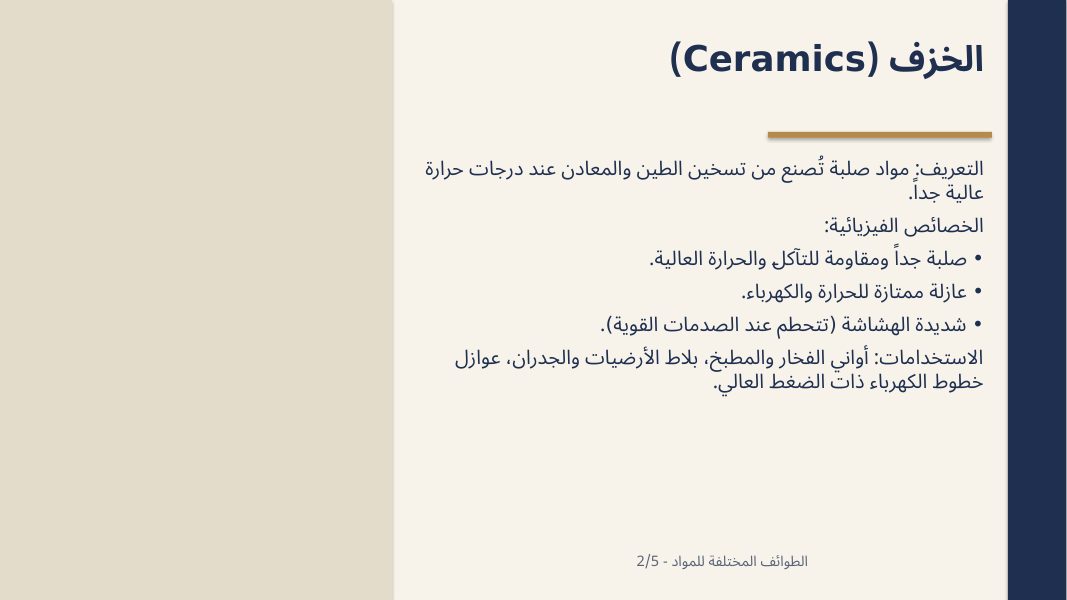 الخزف (Ceramics)
التعريف: مواد صلبة تُصنع من تسخين الطين والمعادن عند درجات حرارة
عالية جداً.
الخصائص الفيزيائية:
• صلبة جداً ومقاومة للتآكل والحرارة العالية.
• عازلة ممتازة للحرارة والكهرباء.
• شديدة الهشاشة (تتحطم عند الصدمات القوية).
الاستخدامات: أواني الفخار والمطبخ، بلاط الأرضيات والجدران، عوازل
خطوط الكهرباء ذات الضغط العالي.
الطوائف المختلفة للمواد - 2/5